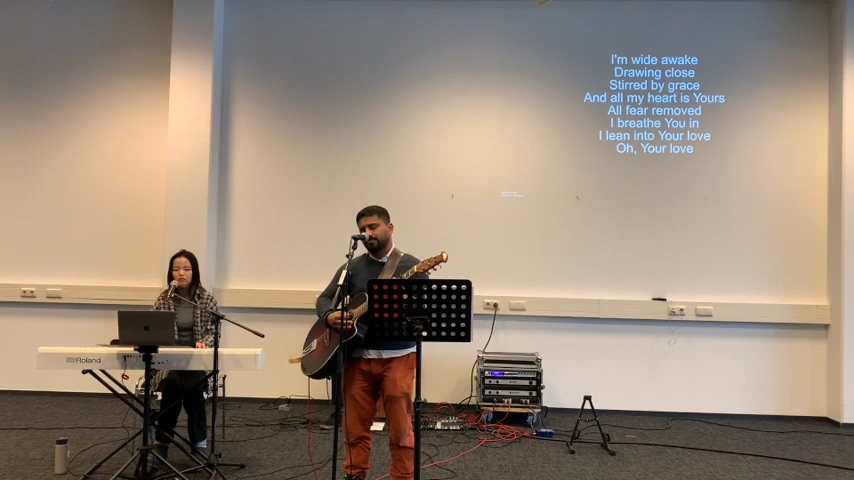 I'm wide awake
Drawing close
Stirred by grace
And all my heart is Yours
All fear removed
I breathe You in
I lean into Your love
Oh, Your love
Roland